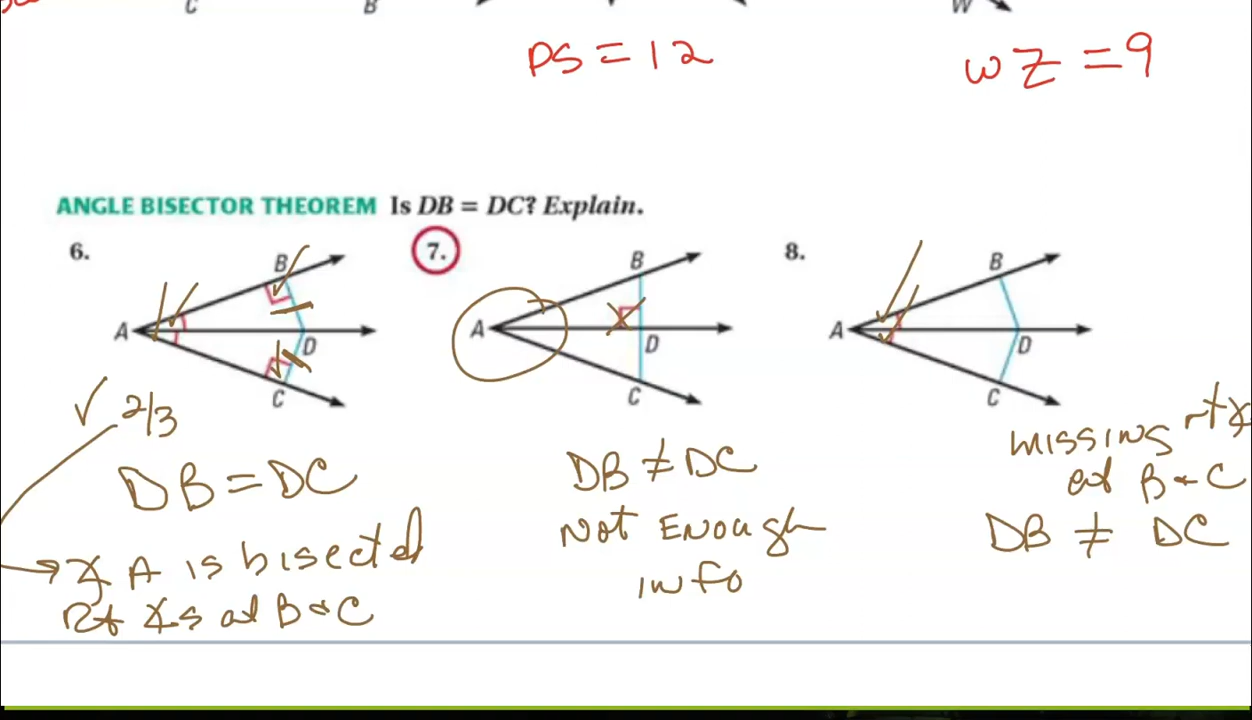 C B W
PS = 12 WZ = 9
ANGLE BISECTOR THEOREM Is DB = DC? Explain.
6. 7. 8.
B B B
A A A
D D D
C C C
✓ 2/3
DB = DC
∡ A is bisected
Rt ∡s at B + C
DB ≠ DC
Not Enough
info
missing rt ∡
at B + C
DB ≠ DC